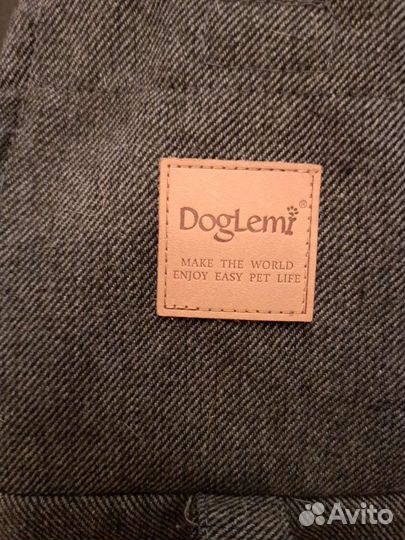 DogLemi®
MAKE THE WORLD
ENJOY EASY PET LIFE
Avito